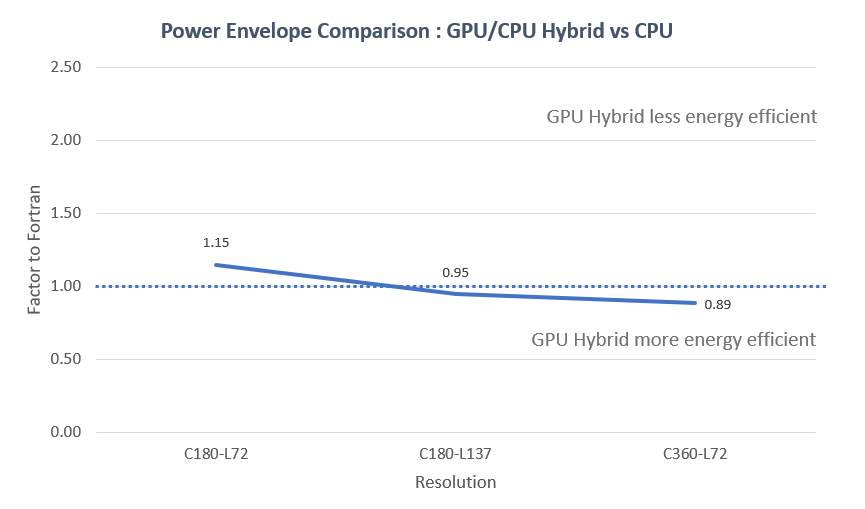 Power Envelope Comparison : GPU/CPU Hybrid vs CPU
2.50
GPU Hybrid less energy efficient
2.00
1.50
1.15
0.95
1.00
0.89
GPU Hybrid more energy efficient
0.50
0.00
Factor to Fortran
C180-L72
C180-L137
C360-L72
Resolution